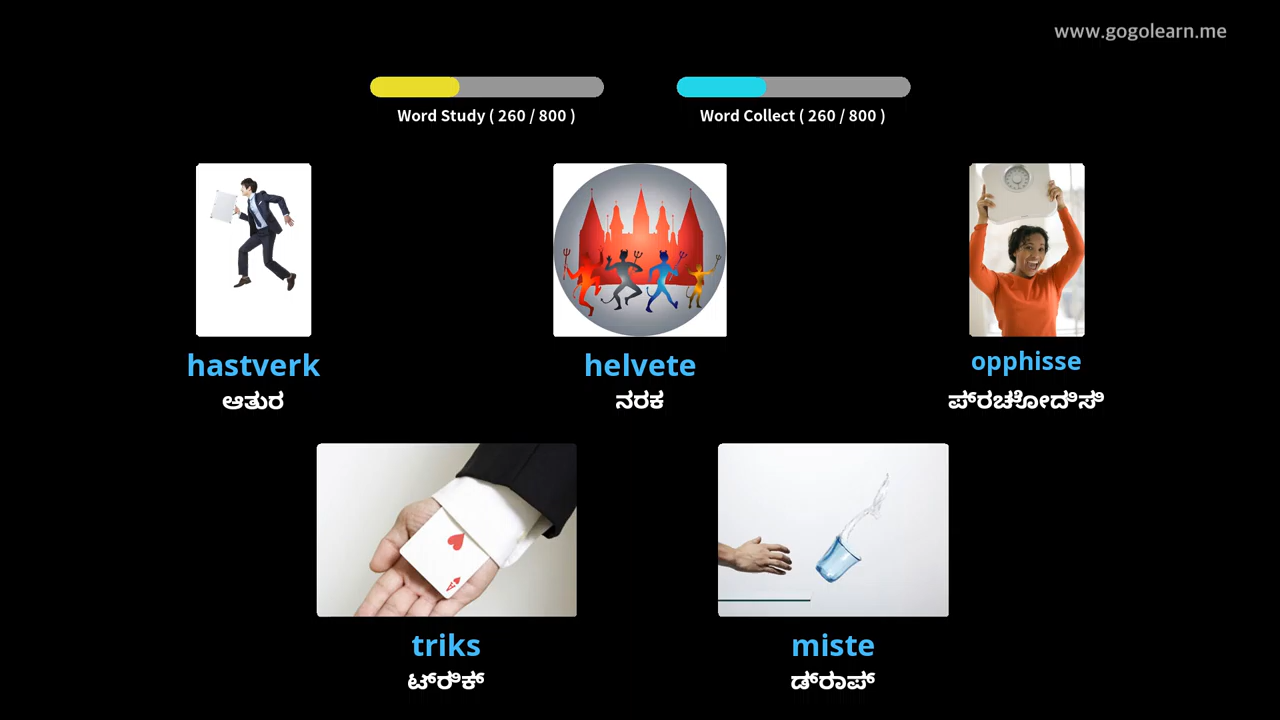 www.gogolearn.me
Word Study ( 260 / 800 )
Word Collect ( 260 / 800 )
hastverk
ಆತುರ
helvete
ನರಕ
opphisse
ಪ್ರಚೋದಿಸಿ
triks
ಟ್ರಿಕ್
miste
ಡ್ರಾಪ್